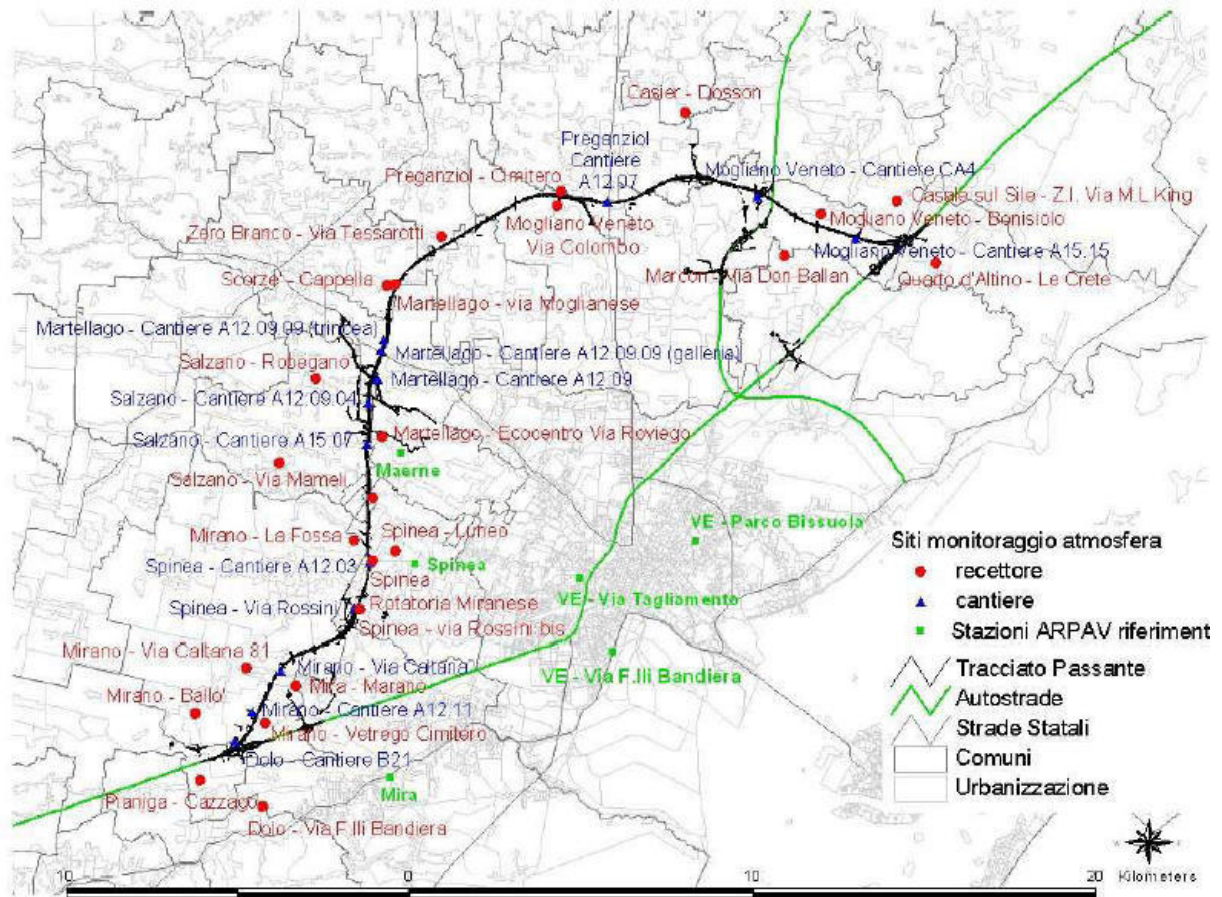 Casier - Dosson
Preganziol
Cantiere
A12.07
Mogliano Veneto - Cantiere CA4
Preganziol - Cimitero
Casale sul Sile - Z.I. Via M.L.King
Mogliano Veneto - Bonisiolo
Mogliano Veneto
Via Colombo
Zero Branco - Via Tessarotti
Mogliano Veneto - Cantiere A15.15
Marcon - Via Don Ballan
Quarto d'Altino - Le Crete
Scorze' - Cappella
Martellago - via Moglianese
Martellago - Cantiere A12.09.09 (trincea)
Martellago - Cantiere A12.09.09 (galleria)
Salzano - Robegano
Martellago - Cantiere A12.09
Salzano - Cantiere A12.09.04
Martellago - Ecocentro Via Roviego
Salzano - Cantiere A15.07
Maerne
Salzano - Via Mameli
VE - Parco Bissuola
Mirano - La Fossa
Spinea - Luneo
Spinea - Cantiere A12.03
Spinea
Spinea
VE - Via Tagliamento
Spinea - Via Rossini
Rotatoria Miranese
Spinea - via Rossini bis
Mirano - Via Caltana 81
Mirano - Via Caltana
VE - Via F.lli Bandiera
Mirano - Ballo'
Mira - Marano
Mirano - Cantiere A12.11
Mirano - Vetrego Cimitero
Dolo - Cantiere B21
Mira
Pianiga - Cazzago
Dolo - Via F.lli Bandiera
Siti monitoraggio atmosfera
recettore
cantiere
Stazioni ARPAV riferiment
Tracciato Passante
Autostrade
Strade Statali
Comuni
Urbanizzazione
10 0 10 20 Kilometers